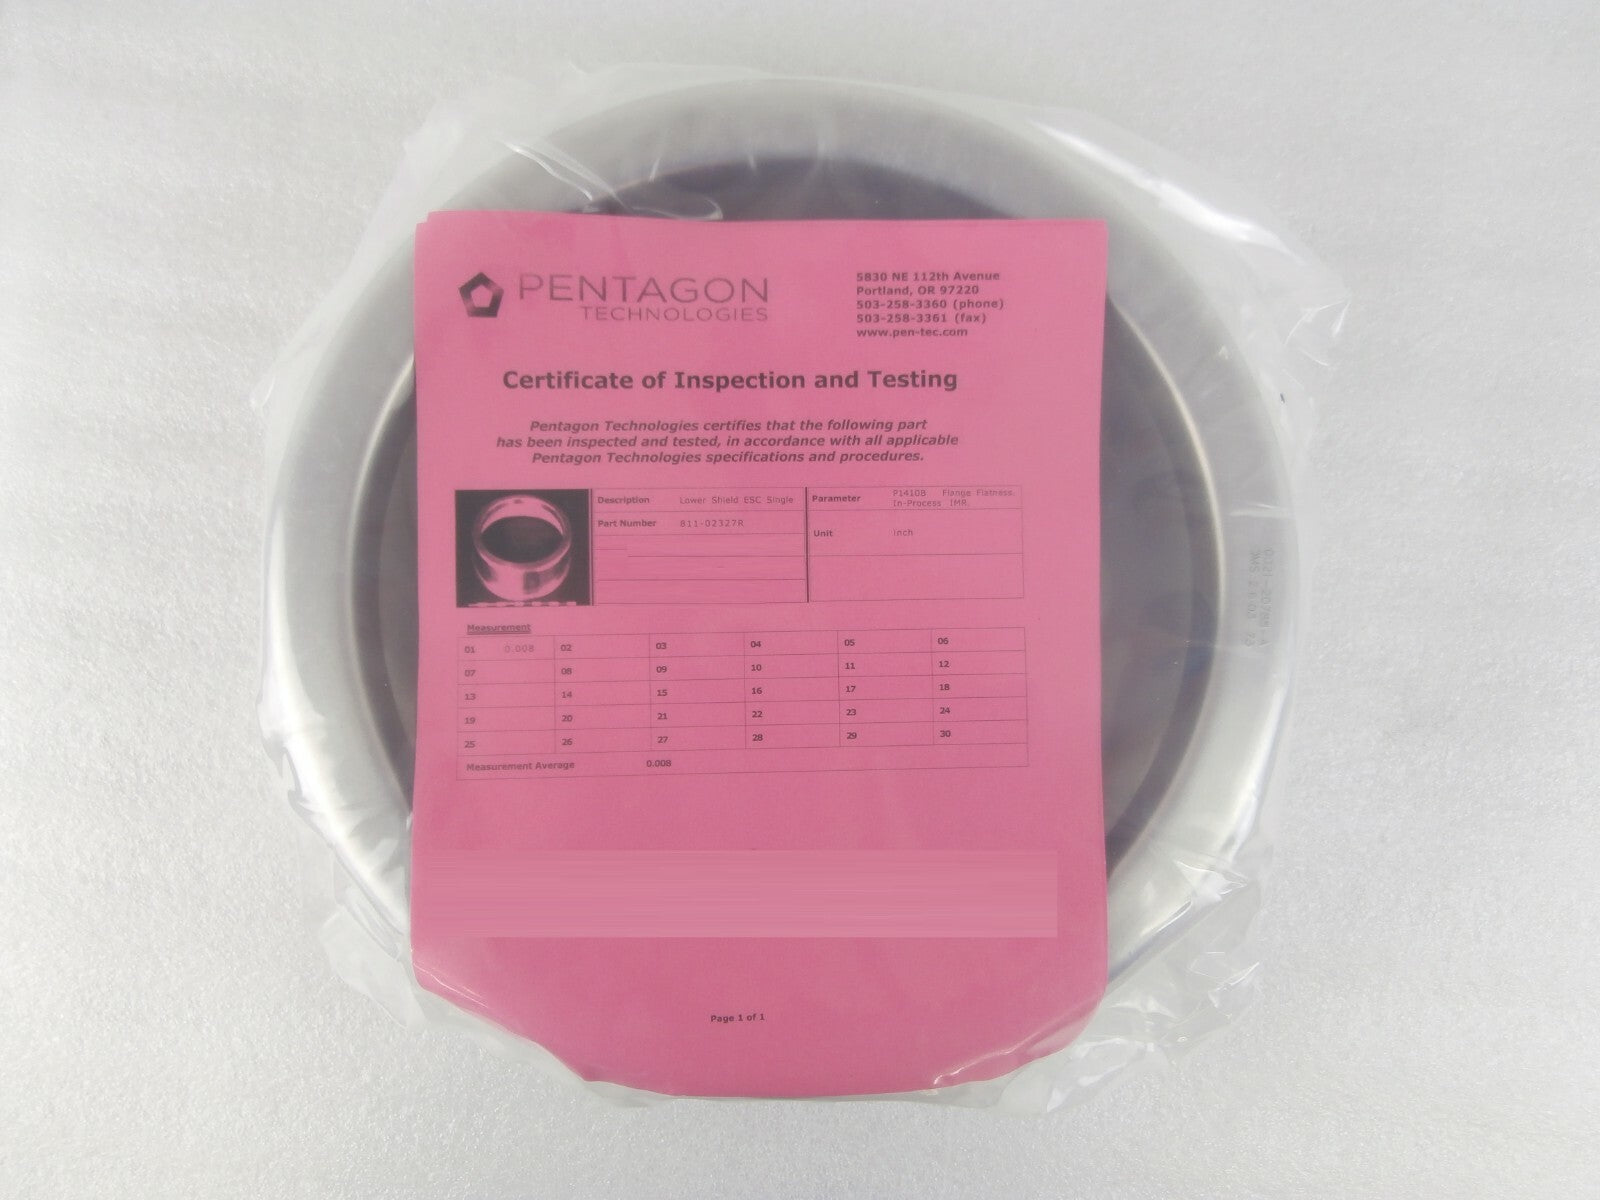 PENTAGON
TECHNOLOGIES
5830 NE 112th Avenue
Portland, OR 97220
503-258-3360 (phone)
503-258-3361 (fax)
www.pen-tec.com
Certificate of Inspection and Testing
Pentagon Technologies certifies that the following part
has been inspected and tested, in accordance with all applicable
Pentagon Technologies specifications and procedures.
Description Lower Shield ESC Single
Part Number 811-02327R
Parameter P1410B Flange Flatness,
In-Process IMR,
Unit inch
Measurement
01 0.008 02 03 04 05 06
07 08 09 10 11 12
13 14 15 16 17 18
19 20 21 22 23 24
25 26 27 28 29 30
Measurement Average 0.008
Page 1 of 1